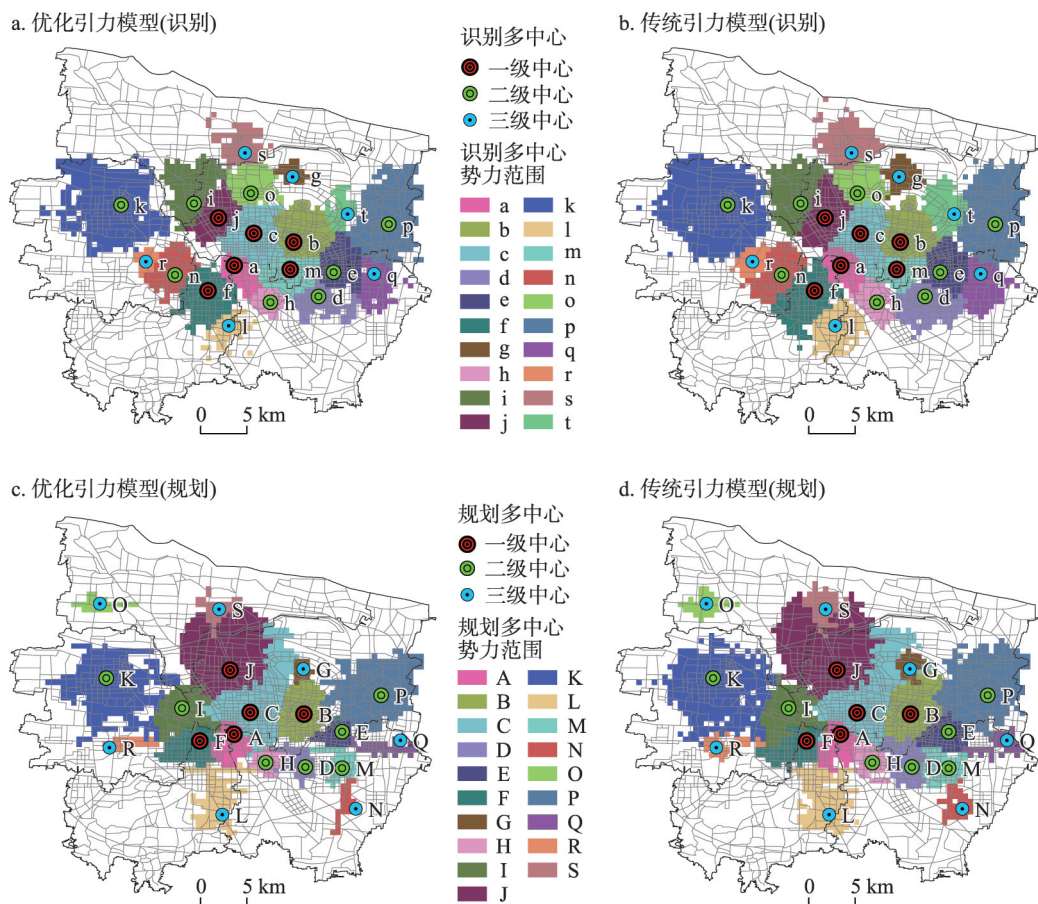 a. 优化引力模型(识别)
s
g
i
o
k
j
t
c
p
b
r
a
m
n
e
q
f
h
d
l
0 5 km
识别多中心
一级中心
二级中心
三级中心
识别多中心
势力范围
a k
b l
c m
d n
e o
f p
g q
h r
i s
j t
b. 传统引力模型(识别)
s
g
i
o
k
j
t
c
p
b
r
a
m
n
e
q
f
h
d
l
0 5 km
c. 优化引力模型(规划)
O
S
J
G
K
P
I
C
B
A
E
F
Q
R
H
D
M
N
L
0 5 km
规划多中心
一级中心
二级中心
三级中心
规划多中心
势力范围
A K
B L
C M
D N
E O
F P
G Q
H R
I S
J
d. 传统引力模型(规划)
O
S
J
G
K
P
I
C
B
A
E
F
Q
R
H
D
M
N
L
0 5 km